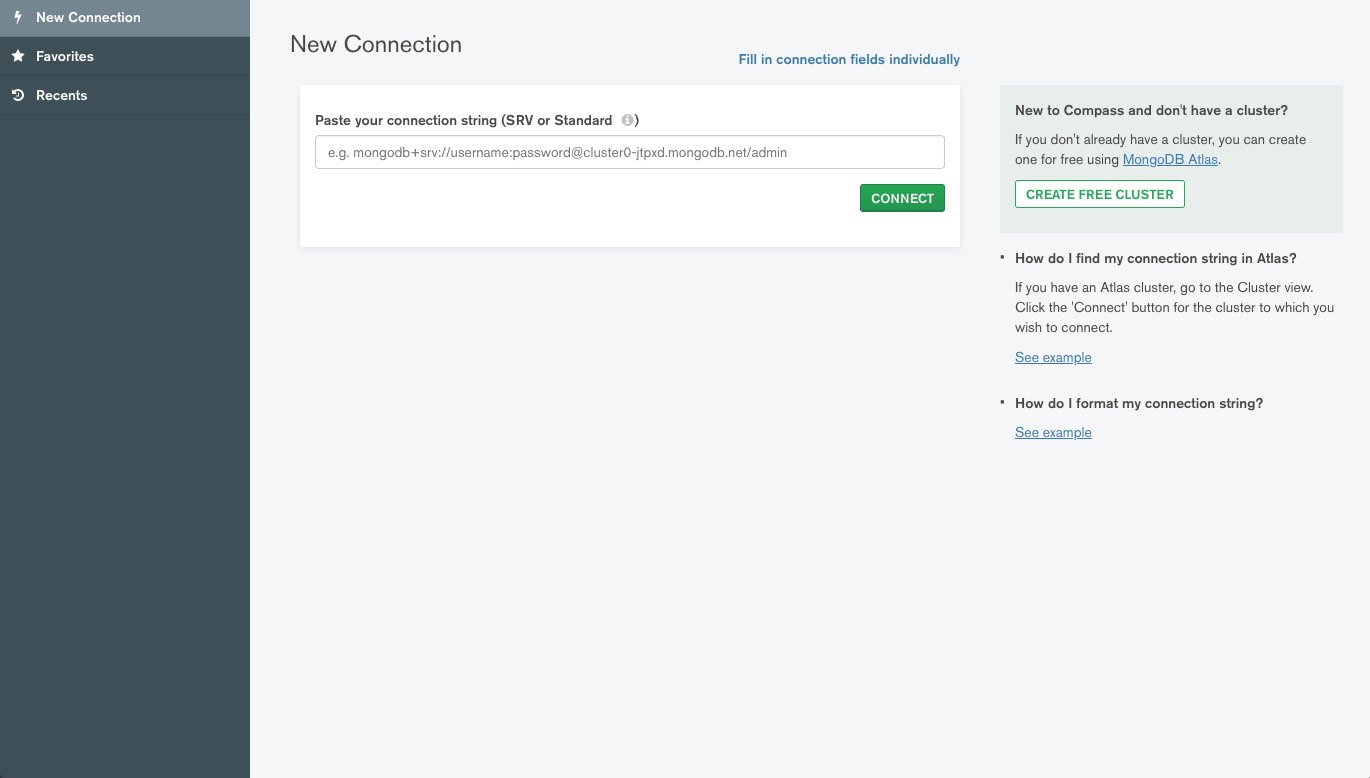 New Connection
Favorites
Recents
New Connection
Fill in connection fields individually
Paste your connection string (SRV or Standard )
e.g. mongodb+srv://username:password@cluster0-jtpxd.mongodb.net/admin
CONNECT
New to Compass and don't have a cluster?
If you don't already have a cluster, you can create
one for free using MongoDB Atlas.
CREATE FREE CLUSTER
How do I find my connection string in Atlas?
If you have an Atlas cluster, go to the Cluster view.
Click the 'Connect' button for the cluster to which you
wish to connect.
See example
How do I format my connection string?
See example